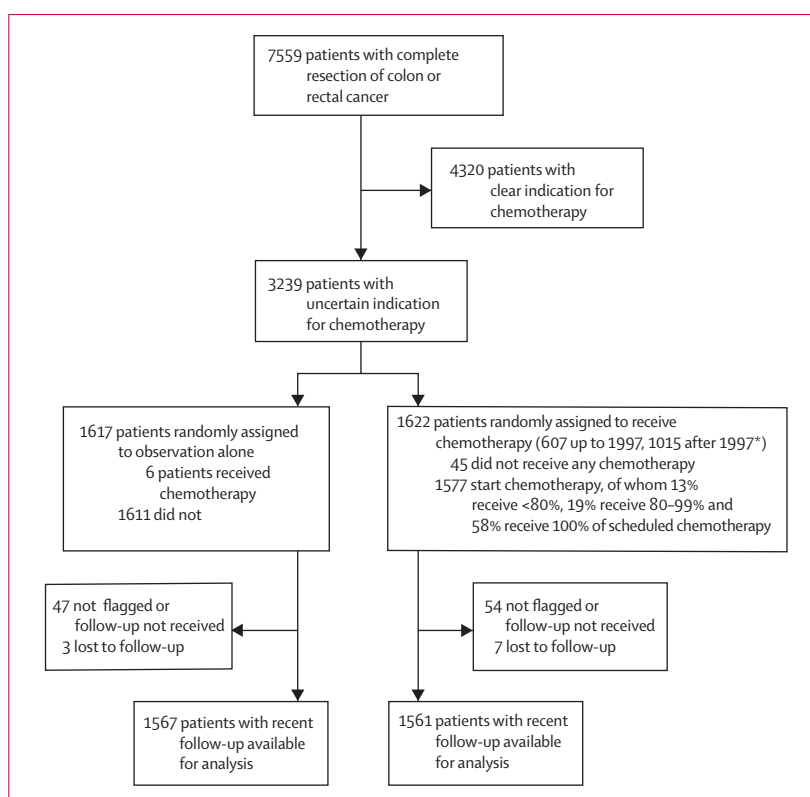 7559 patients with complete
resection of colon or
rectal cancer
4320 patients with
clear indication for
chemotherapy
3239 patients with
uncertain indication
for chemotherapy
1617 patients randomly assigned
to observation alone
6 patients received
chemotherapy
1611 did not
1622 patients randomly assigned to receive
chemotherapy (607 up to 1997, 1015 after 1997*)
45 did not receive any chemotherapy
1577 start chemotherapy, of whom 13%
receive <80%, 19% receive 80–99% and
58% receive 100% of scheduled chemotherapy
47 not flagged or
follow-up not received
3 lost to follow-up
54 not flagged or
follow-up not received
7 lost to follow-up
1567 patients with recent
follow-up available
for analysis
1561 patients with recent
follow-up available
for analysis